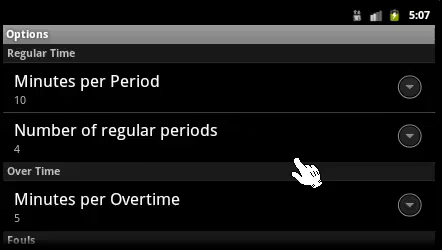 5:07
Options
Regular Time
Minutes per Period
10
Number of regular periods
4
Over Time
Minutes per Overtime
5
Fouls